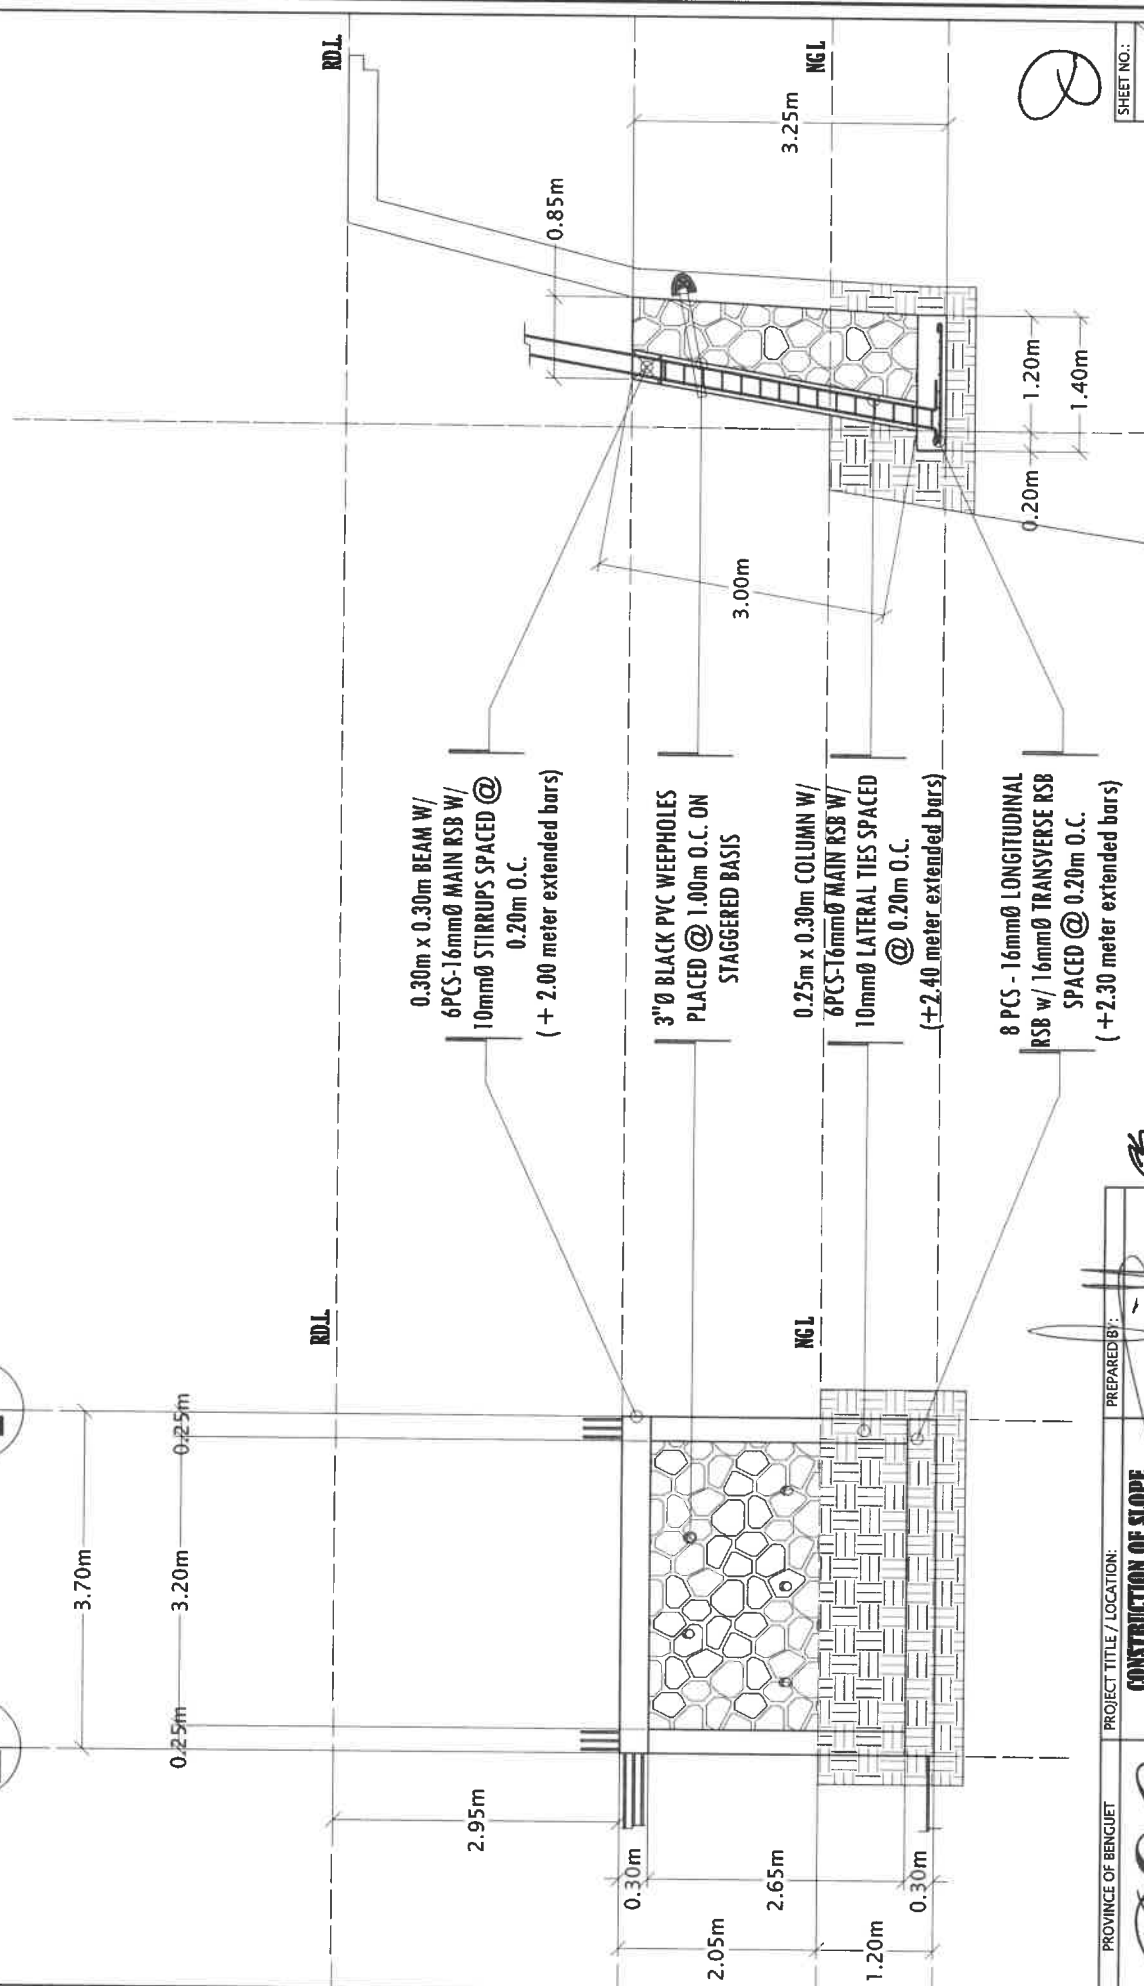 3.70m
0.25m
3.20m
0.25m
RD.L.
RD.L.
2.95m
0.30m
2.65m
0.30m
2.05m
1.20m
NGL
NGL
0.30m x 0.30m BEAM W/
6PCS-16mmØ MAIN RSB W/
10mmØ STIRRUPS SPACED @
0.20m O.C.
( + 2.00 meter extended bars)
3"Ø BLACK PVC WEEPHOLES
PLACED @ 1.00m O.C. ON
STAGGERED BASIS
0.25m x 0.30m COLUMN W/
6PCS-16mmØ MAIN RSB W/
10mmØ LATERAL TIES SPACED
@ 0.20m O.C.
(+2.40 meter extended bars)
8 PCS - 16mmØ LONGITUDINAL
RSB w/ 16mmØ TRANSVERSE RSB
SPACED @ 0.20m O.C.
( +2.30 meter extended bars)
0.85m
3.25m
3.00m
0.20m
1.20m
1.40m
PROVINCE OF BENGUET
PROJECT TITLE / LOCATION:
CONSTRUCTION OF SLOPE
PREPARED BY:
SHEET NO.: